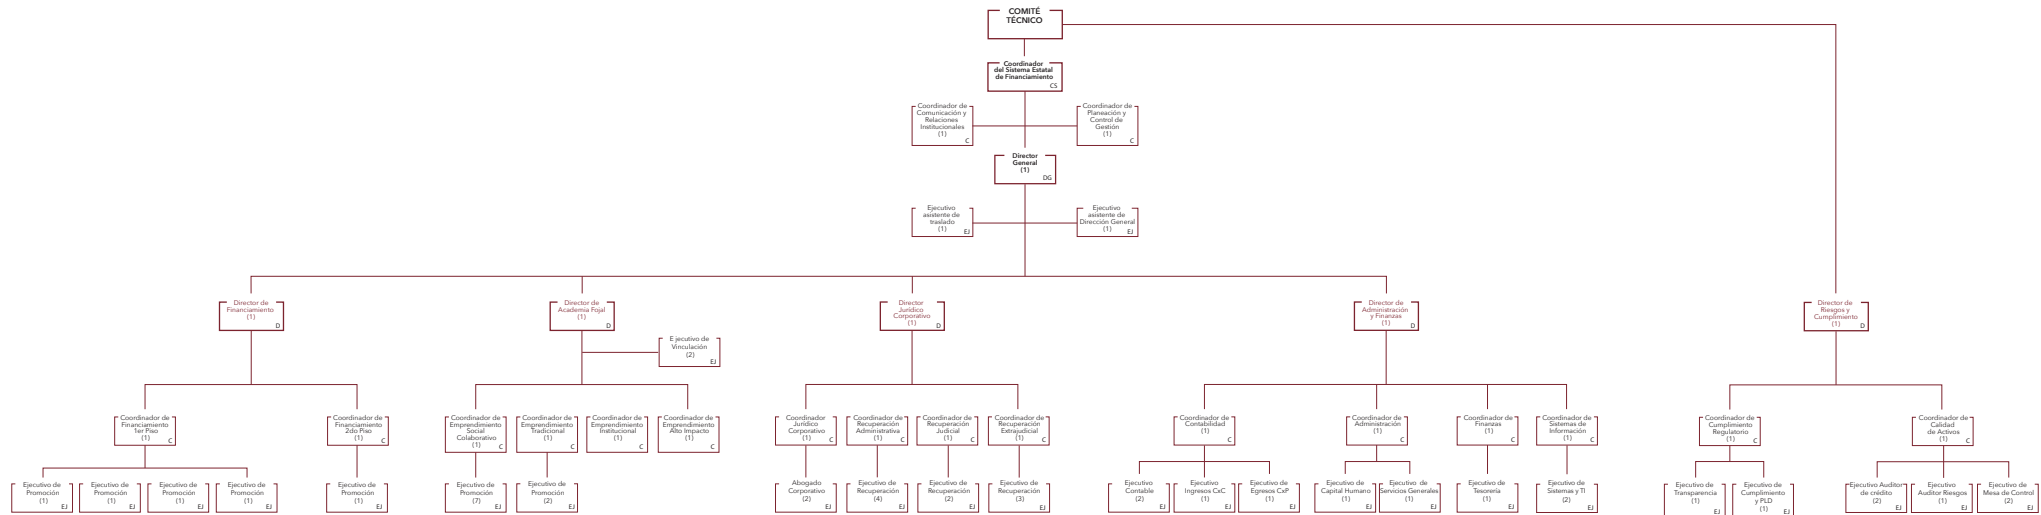 COMITÉ
TÉCNICO
Coordinador
del Sistema Estatal
de Financiamiento
CS
Coordinador de
Comunicación y
Relaciones
Institucionales
(1)
C
Coordinador de
Planeación y
Control de
Gestión
(1)
C
Director
General
(1)
DG
Ejecutivo
asistente de
traslado
(1)
EJ
Ejecutivo
asistente de
Dirección General
(1)
EJ
Director de
Financiamiento
(1)
D
Director de
Academia Fojal
(1)
D
Director
Jurídico
Corporativo
(1)
D
Director de
Administración
y Finanzas
(1)
D
Director de
Riesgos y
Cumplimiento
(1)
D
E jecutivo de
Vinculación
(2)
EJ
Coordinador de
Financiamiento
1er Piso
(1)
C
Coordinador de
Financiamiento
2do Piso
(1)
C
Coordinador de
Emprendimiento
Social
Colaborativo
(1)
C
Coordinador de
Emprendimiento
Tradicional
(1)
C
Coordinador de
Emprendimiento
Institucional
(1)
C
Coordinador de
Emprendimiento
Alto Impacto
(1)
C
Coordinador
Jurídico
Corporativo
(1)
C
Coordinador de
Recuperación
Administrativa
(1)
C
Coordinador de
Recuperación
Judicial
(1)
C
Coordinador de
Recuperación
Extrajudicial
(1)
C
Coordinador de
Contabilidad
(1)
C
Coordinador de
Administración
(1)
C
Coordinador de
Finanzas
(1)
C
Coordinador de
Sistemas de
Información
(1)
C
Coordinador de
Cumplimiento
Regulatorio
(1)
C
Coordinador de
Calidad
de Activos
(1)
C
Ejecutivo de
Promoción
(1)
EJ
Ejecutivo de
Promoción
(1)
EJ
Ejecutivo de
Promoción
(1)
EJ
Ejecutivo de
Promoción
(1)
EJ
Ejecutivo de
Promoción
(1)
EJ
Ejecutivo de
Promoción
(7)
EJ
Ejecutivo de
Promoción
(2)
EJ
Abogado
Corporativo
(2)
EJ
Ejecutivo de
Recuperación
(4)
EJ
Ejecutivo de
Recuperación
(2)
EJ
Ejecutivo de
Recuperación
(3)
EJ
Ejecutivo
Contable
(2)
EJ
Ejecutivo
Ingresos CxC
(1)
EJ
Ejecutivo de
Egresos CxP
(1)
EJ
Ejecutivo de
Capital Humano
(1)
EJ
Ejecutivo de
Servicios Generales
(1)
EJ
Ejecutivo de
Tesorería
(1)
EJ
Ejecutivo de
Sistemas y TI
(2)
EJ
Ejecutivo de
Transparencia
(1)
EJ
Ejecutivo de
Cumplimiento
y PLD
(1)
EJ
Ejecutivo Auditor
de crédito
(2)
EJ
Ejecutivo
Auditor Riesgos
(1)
EJ
Ejecutivo de
Mesa de Control
(2)
EJ